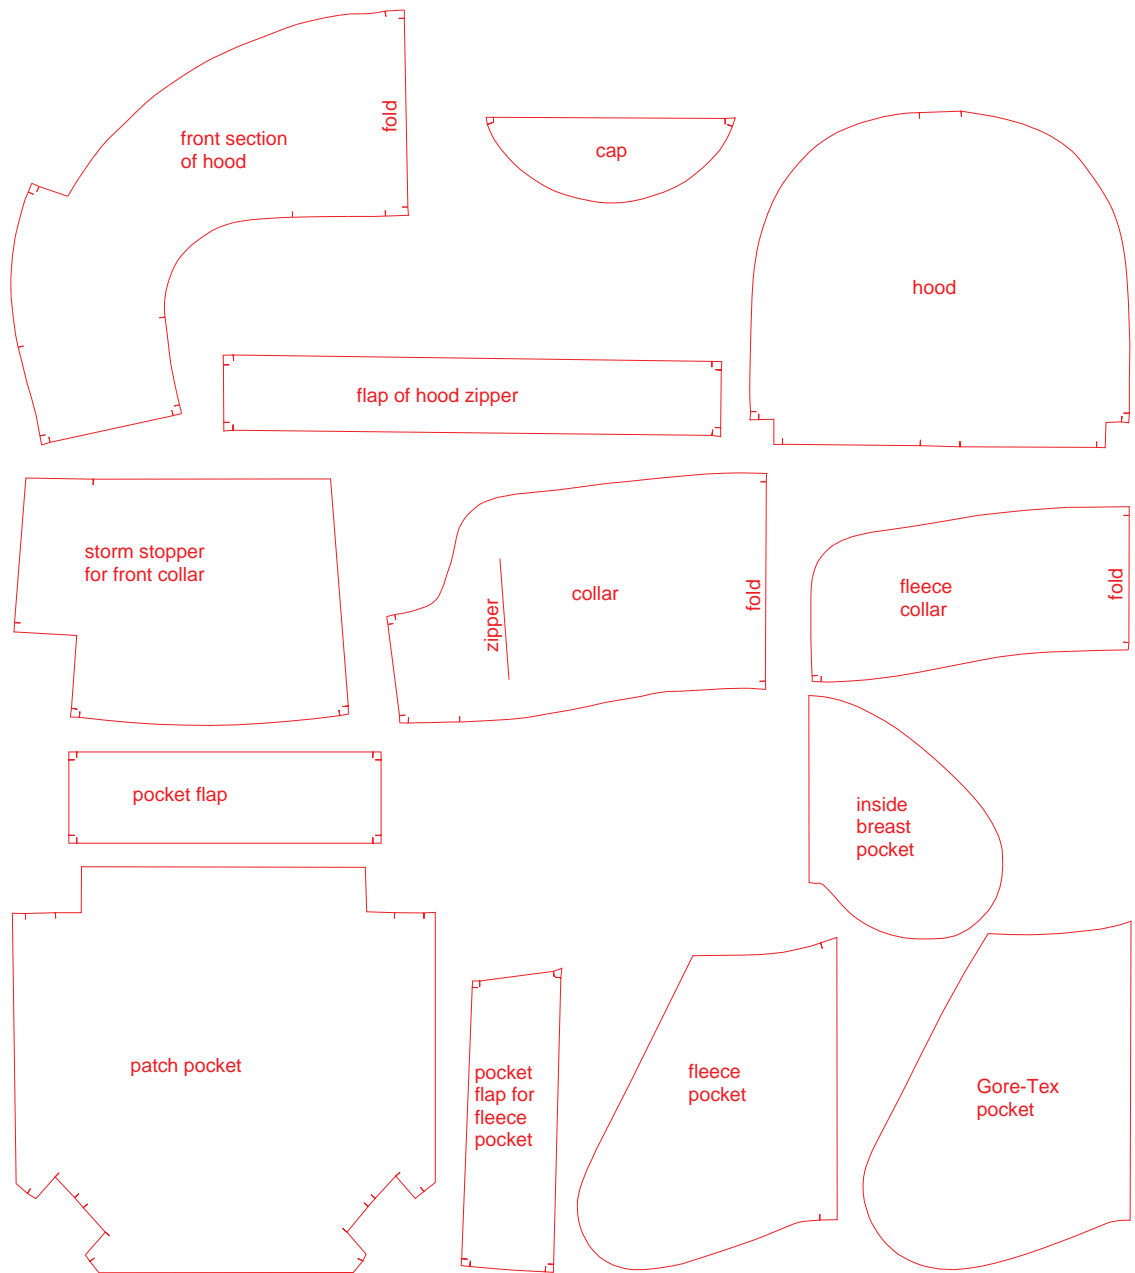 front section
of hood
fold
cap
hood
flap of hood zipper
storm stopper
for front collar
zipper
collar
fold
fleece
collar
fold
pocket flap
inside
breast
pocket
patch pocket
pocket
flap for
fleece
pocket
fleece
pocket
Gore-Tex
pocket